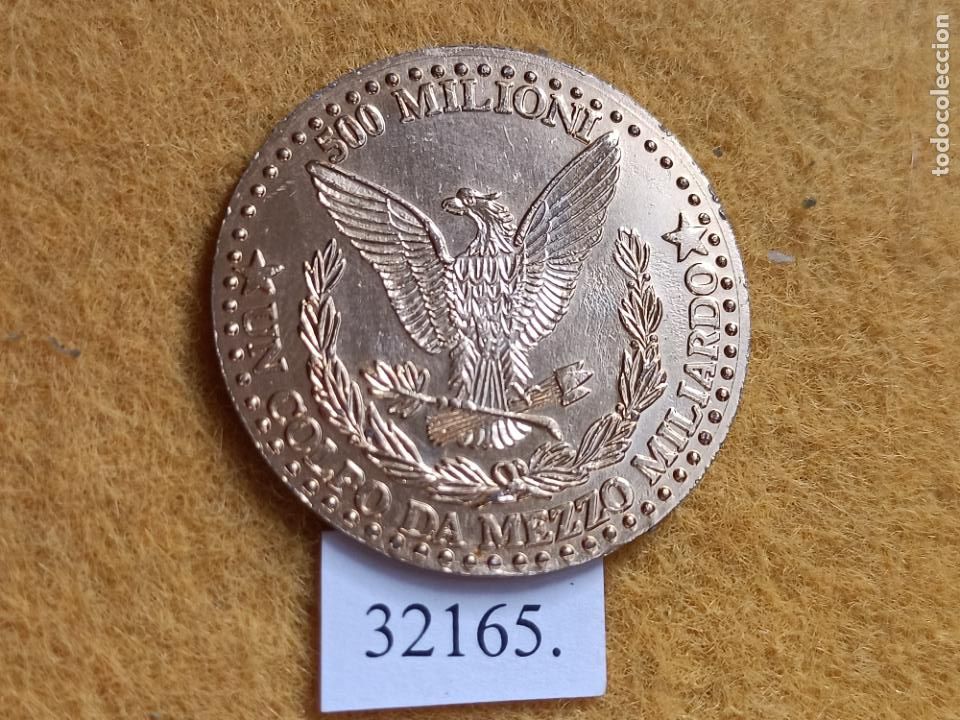 500 MILIONI
UN COLPO DA MEZZO MILIARDO
32165.
todocoleccion